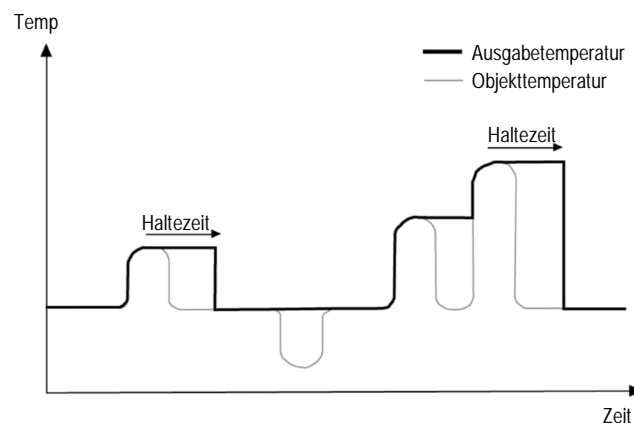 Temp
Ausgabetemperatur
Objekttemperatur
Haltezeit
Haltezeit
Zeit